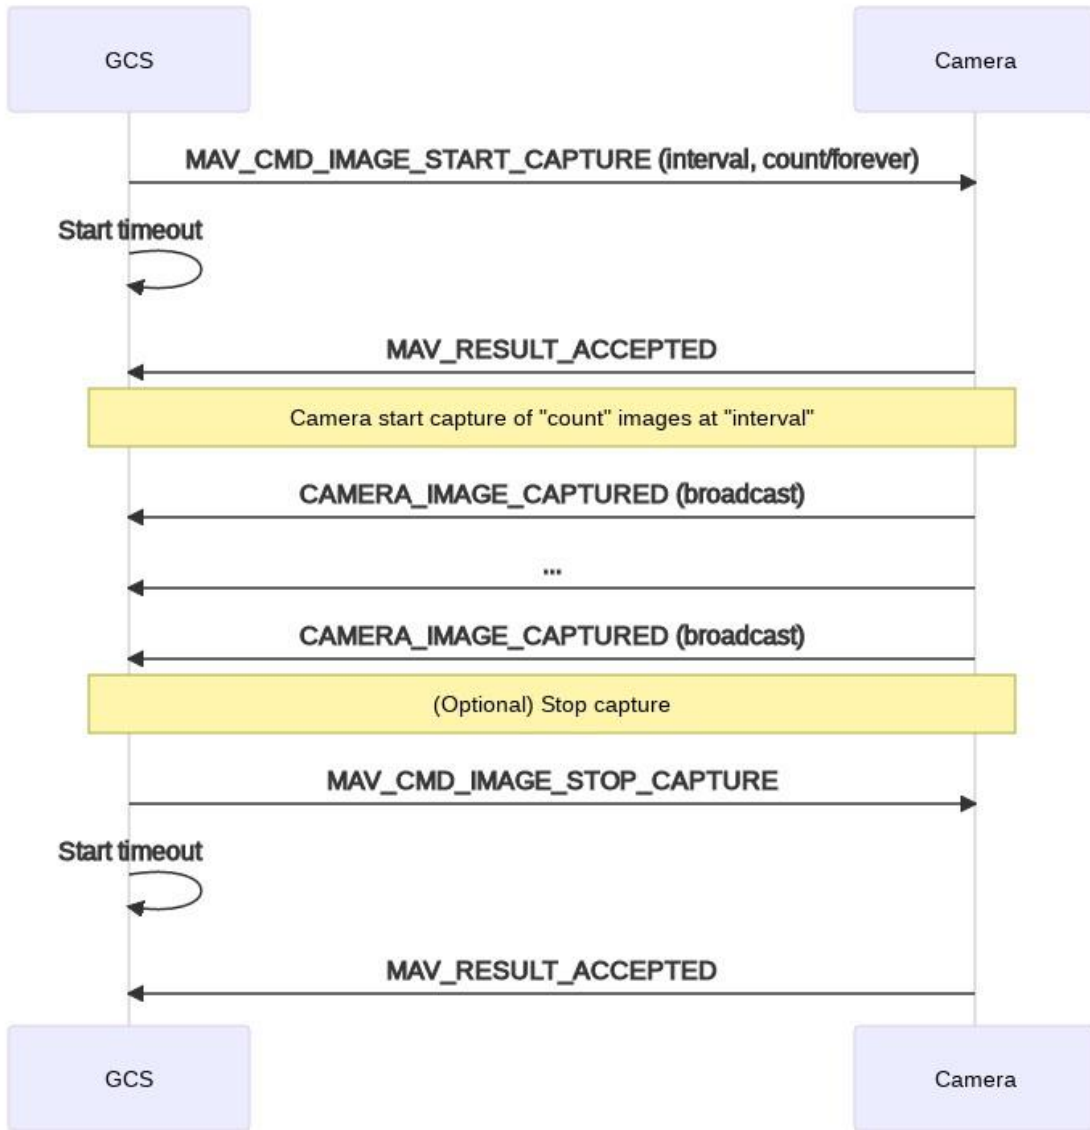 GCS
Camera
MAV_CMD_IMAGE_START_CAPTURE (interval, count/forever)
Start timeout
MAV_RESULT_ACCEPTED
Camera start capture of "count" images at "interval"
CAMERA_IMAGE_CAPTURED (broadcast)
...
CAMERA_IMAGE_CAPTURED (broadcast)
(Optional) Stop capture
MAV_CMD_IMAGE_STOP_CAPTURE
Start timeout
MAV_RESULT_ACCEPTED
GCS
Camera